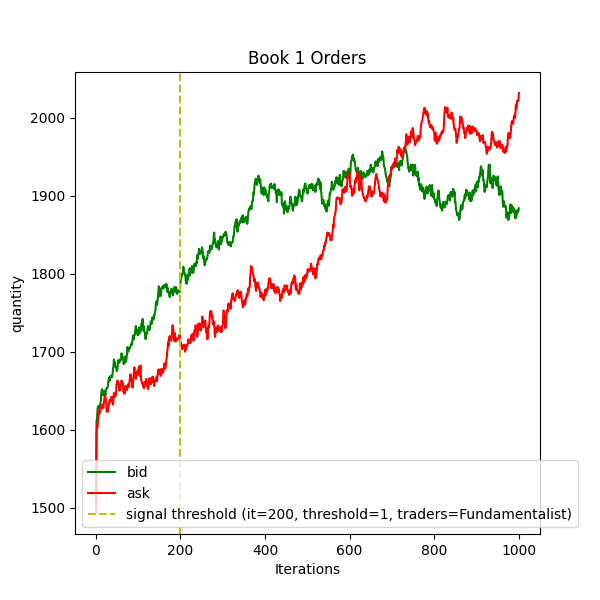 Book 1 Orders
quantity
2000
1900
1800
1700
1600
1500
bid
ask
signal threshold (it=200, threshold=1, traders=Fundamentalist)
0 200 400 600 800 1000
Iterations